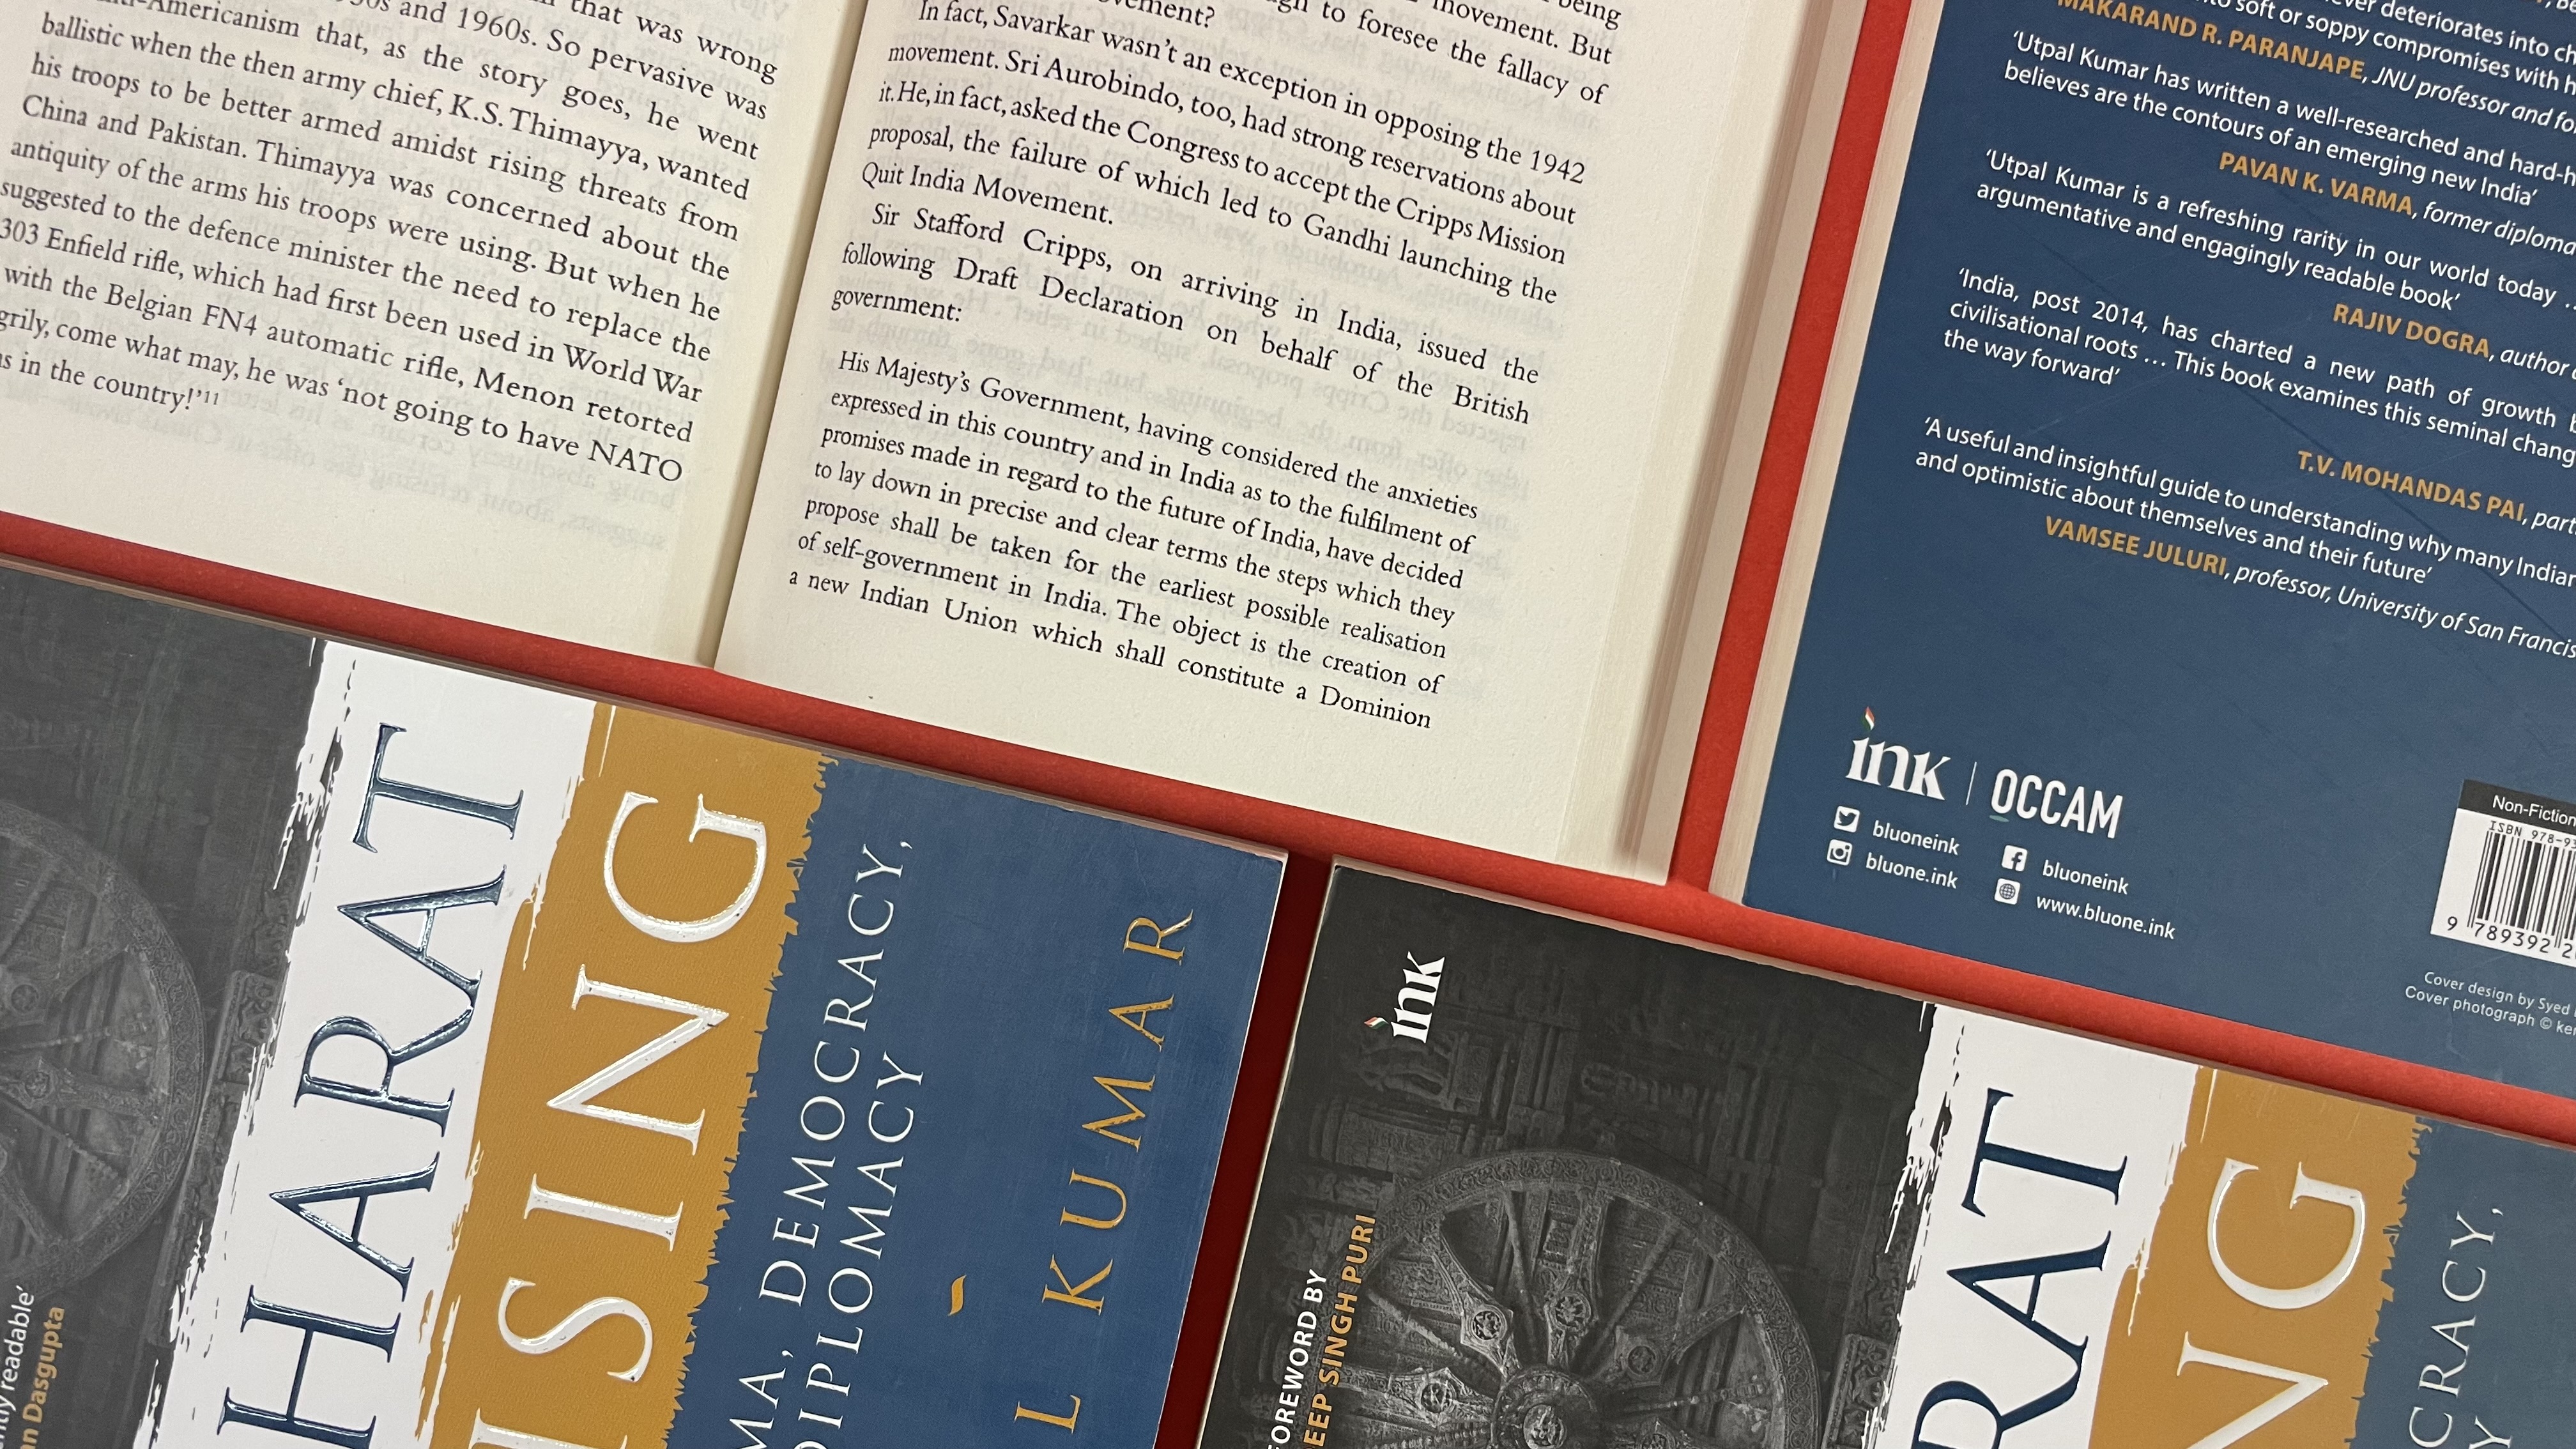 that was wrong
and 1960s. So pervasive was
-Americanism that, as the story goes, he went
ballistic when the then army chief, K.S. Thimayya, wanted
his troops to be better armed amidst rising threats from
China and Pakistan. Thimayya was concerned about the
antiquity of the arms his troops were using. But when he
suggested to the defence minister the need to replace the
303 Enfield rifle, which had first been used in World War
with the Belgian FN4 automatic rifle, Menon retorted
grily, come what may, he was ‘not going to have NATO
s in the country!’¹¹
being
movement. But
to foresee the fallacy of
In fact, Savarkar wasn’t an exception in opposing the 1942
movement. Sri Aurobindo, too, had strong reservations about
it. He, in fact, asked the Congress to accept the Cripps Mission
proposal, the failure of which led to Gandhi launching the
Quit India Movement.
Sir Stafford Cripps, on arriving in India, issued the
following Draft Declaration on behalf of the British
government:
His Majesty’s Government, having considered the anxieties
expressed in this country and in India as to the fulfilment of
promises made in regard to the future of India, have decided
to lay down in precise and clear terms the steps which they
propose shall be taken for the earliest possible realisation
of self-government in India. The object is the creation of
a new Indian Union which shall constitute a Dominion
ver deteriorates into ch
to soft or soppy compromises with h
MAKARAND R. PARANJAPE, JNU professor and fo
‘Utpal Kumar has written a well-researched and hard-h
believes are the contours of an emerging new India’
PAVAN K. VARMA, former diploma
‘Utpal Kumar is a refreshing rarity in our world today ...
argumentative and engagingly readable book’
RAJIV DOGRA, author
‘India, post 2014, has charted a new path of growth b
civilisational roots ... This book examines this seminal chang
the way forward’
T.V. MOHANDAS PAI, part
‘A useful and insightful guide to understanding why many Indian
and optimistic about themselves and their future’
VAMSEE JULURI, professor, University of San Francis
ink | OCCAM
bluoneink
bluoneink
bluone.ink
www.bluone.ink
Non-Fiction
ISBN 978-93
9 789392 2
Cover design by Syed
Cover photograph © ke
ntly readable’
an Dasgupta
HARAT
ISING
MA, DEMOCRACY,
DIPLOMACY
L KUMAR
ink
FOREWORD BY
EEP SINGH PURI
RAT
NG
CRACY,
Y